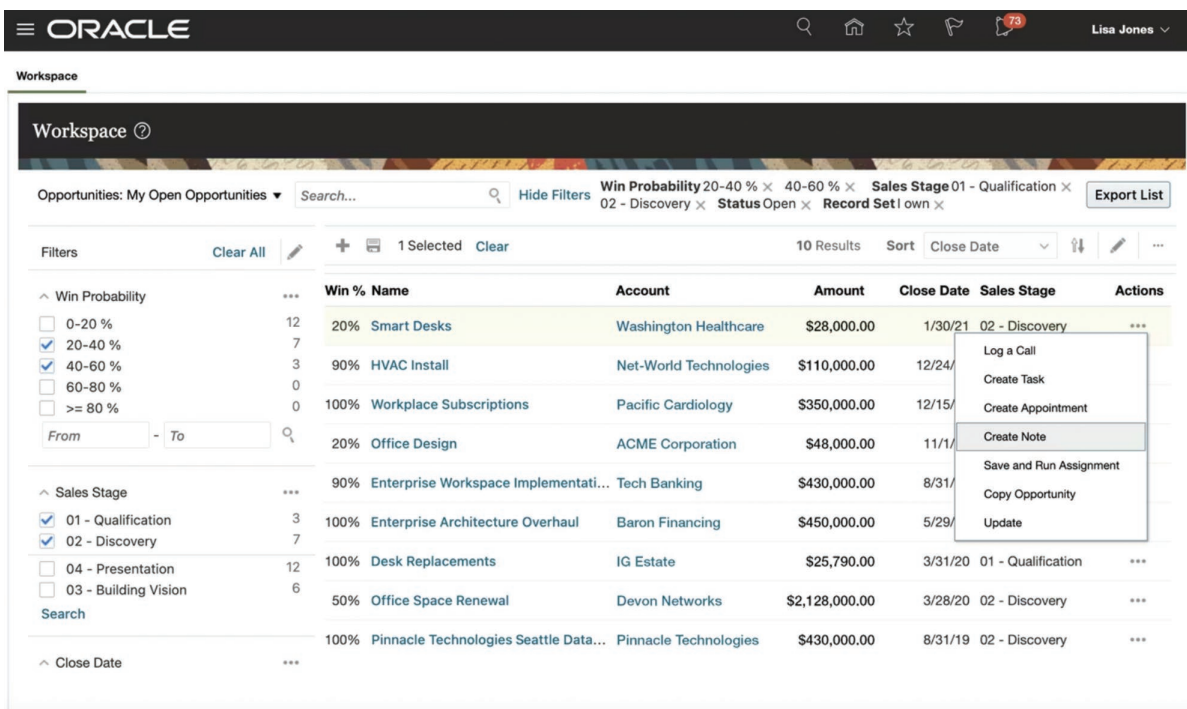 ORACLE
73
Lisa Jones
Workspace
Workspace ?
Opportunities: My Open Opportunities
Search...
Hide Filters
Win Probability 20-40 % × 40-60 % × Sales Stage 01 - Qualification ×
02 - Discovery × Status Open × Record Set I own ×
Export List
Filters Clear All
1 Selected Clear
10 Results Sort Close Date
Win Probability
0-20 % 12
20-40 % 7
40-60 % 3
60-80 % 0
>= 80 % 0
From - To
Sales Stage
01 - Qualification 3
02 - Discovery 7
04 - Presentation 12
03 - Building Vision 6
Search
Close Date
Win % Name Account Amount Close Date Sales Stage Actions
20% Smart Desks Washington Healthcare $28,000.00 1/30/21 02 - Discovery
90% HVAC Install Net-World Technologies $110,000.00 12/24/
100% Workplace Subscriptions Pacific Cardiology $350,000.00 12/15/
20% Office Design ACME Corporation $48,000.00 11/1/
90% Enterprise Workspace Implementati... Tech Banking $430,000.00 8/31/
100% Enterprise Architecture Overhaul Baron Financing $450,000.00 5/29/
100% Desk Replacements IG Estate $25,790.00 3/31/20 01 - Qualification
50% Office Space Renewal Devon Networks $2,128,000.00 3/28/20 02 - Discovery
100% Pinnacle Technologies Seattle Data... Pinnacle Technologies $430,000.00 8/31/19 02 - Discovery
Log a Call
Create Task
Create Appointment
Create Note
Save and Run Assignment
Copy Opportunity
Update